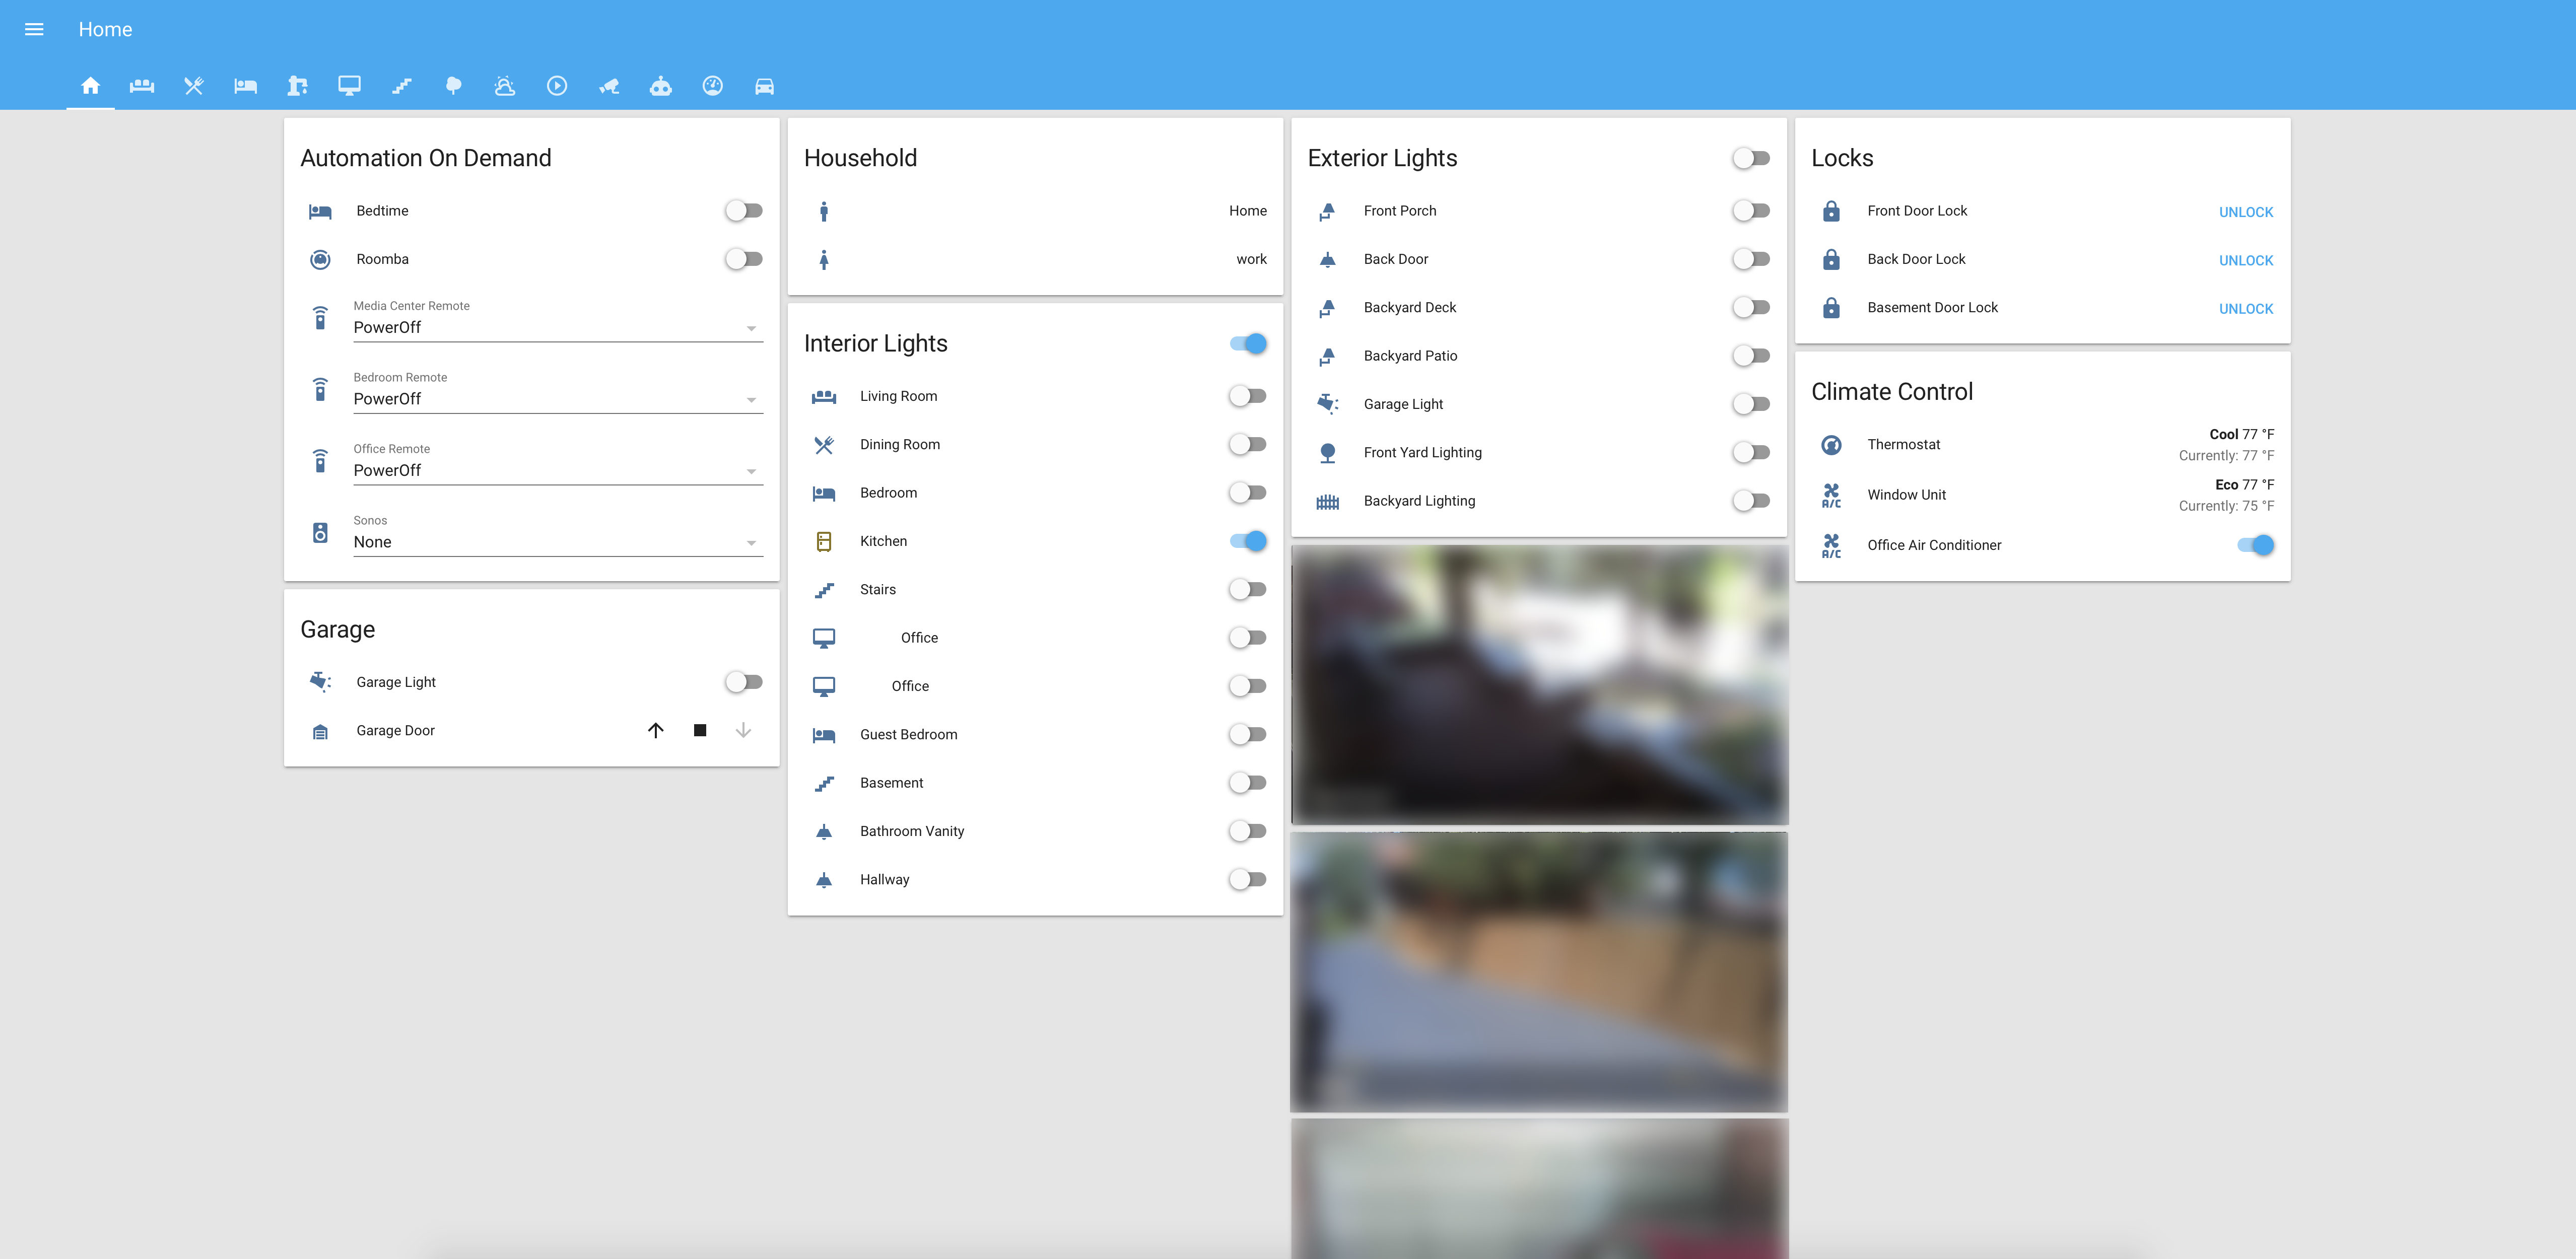 Home
Automation On Demand
Bedtime
Roomba
Media Center Remote
PowerOff
Bedroom Remote
PowerOff
Office Remote
PowerOff
Sonos
None
Garage
Garage Light
Garage Door
Household
Home
work
Interior Lights
Living Room
Dining Room
Bedroom
Kitchen
Stairs
Office
Office
Guest Bedroom
Basement
Bathroom Vanity
Hallway
Exterior Lights
Front Porch
Back Door
Backyard Deck
Backyard Patio
Garage Light
Front Yard Lighting
Backyard Lighting
Locks
Front Door Lock UNLOCK
Back Door Lock UNLOCK
Basement Door Lock UNLOCK
Climate Control
Thermostat
Cool 77 °F
Currently: 77 °F
A/C
Window Unit
Eco 77 °F
Currently: 75 °F
A/C
Office Air Conditioner